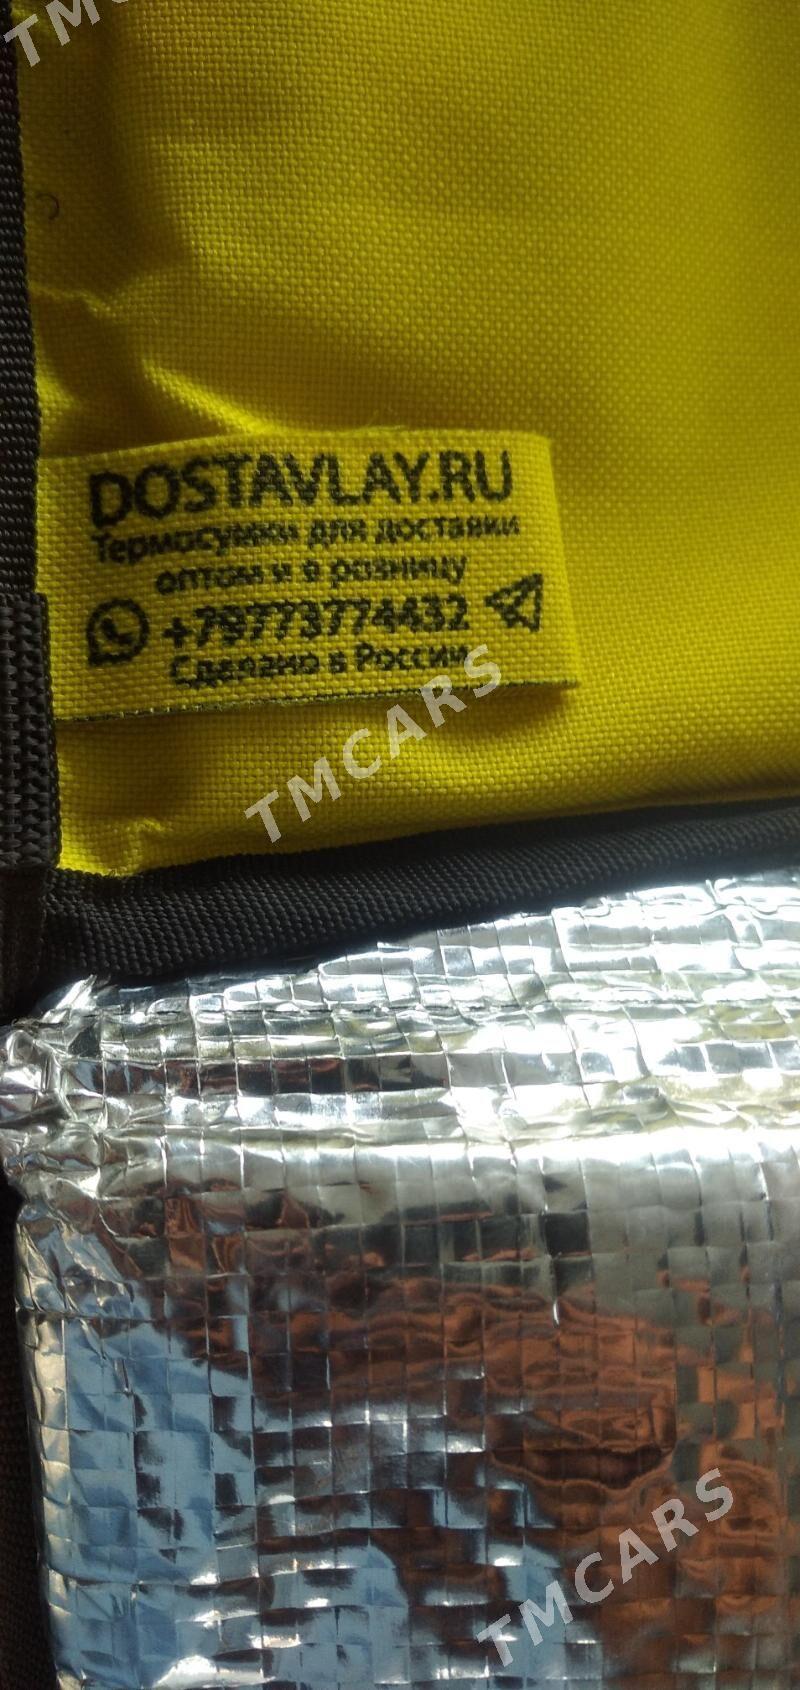 TMCARS
DOSTAVLAY.RU
Термосумки для доставки
оптом и в розницу
+79773774432
Сделано в России
TMCARS
TMCARS